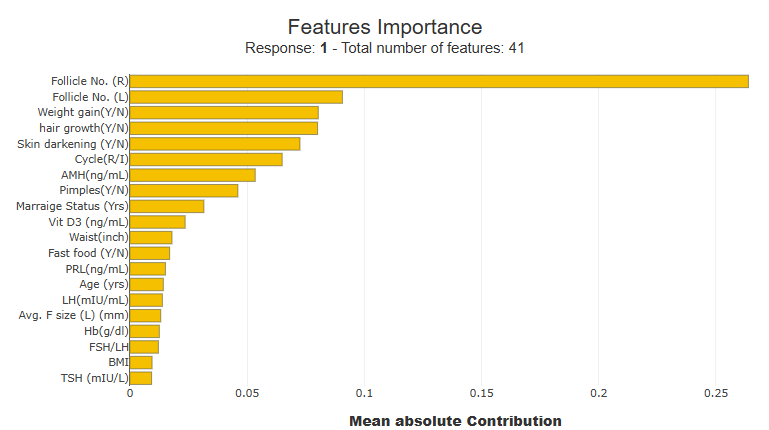 Features Importance
Response: 1 - Total number of features: 41
Follicle No. (R)
Follicle No. (L)
Weight gain(Y/N)
hair growth(Y/N)
Skin darkening (Y/N)
Cycle(R/I)
AMH(ng/mL)
Pimples(Y/N)
Marraige Status (Yrs)
Vit D3 (ng/mL)
Waist(inch)
Fast food (Y/N)
PRL(ng/mL)
Age (yrs)
LH(mIU/mL)
Avg. F size (L) (mm)
Hb(g/dl)
FSH/LH
BMI
TSH (mIU/L)
0 0.05 0.1 0.15 0.2 0.25
Mean absolute Contribution